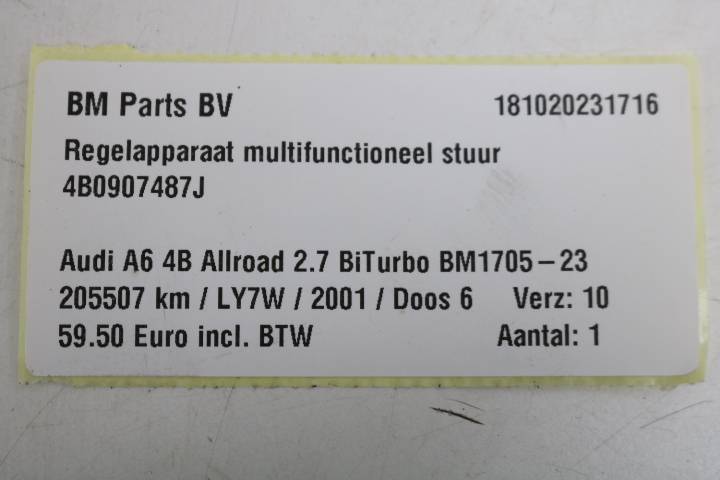 BM Parts BV 181020231716
Regelapparaat multifunctioneel stuur
4B0907487J
Audi A6 4B Allroad 2.7 BiTurbo BM1705-23
205507 km / LY7W / 2001 / Doos 6 Verz: 10
59.50 Euro incl. BTW Aantal: 1